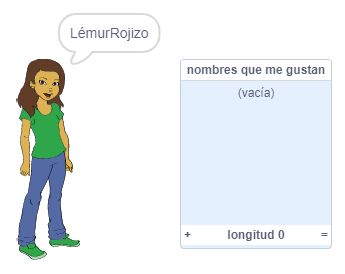 LémurRojizo
nombres que me gustan
(vacía)
+ longitud 0 =